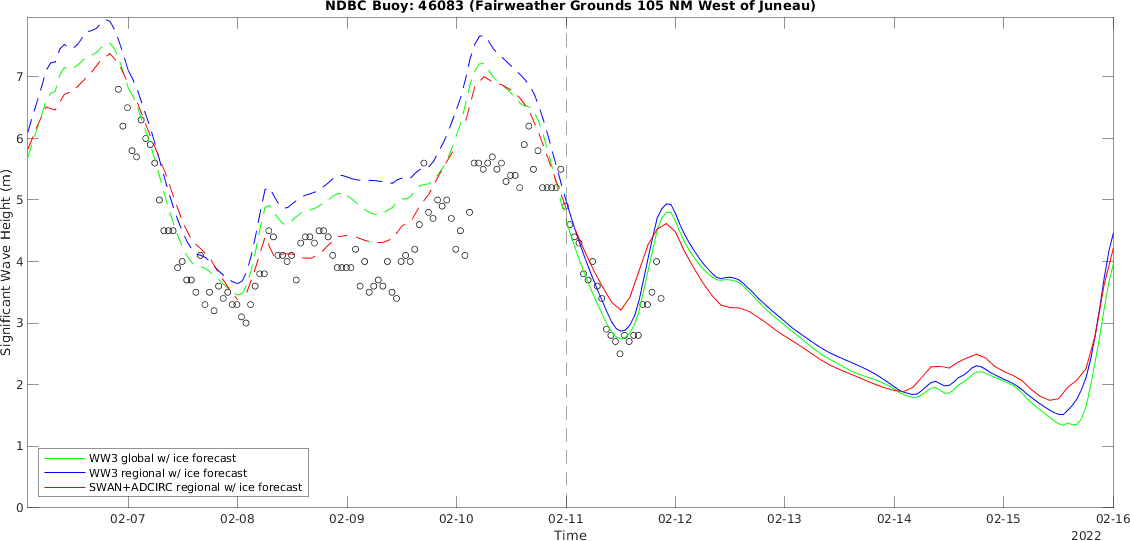 NDBC Buoy: 46083 (Fairweather Grounds 105 NM West of Juneau)
Significant Wave Height (m)
7
6
5
4
3
2
1
0
WW3 global w/ ice forecast
WW3 regional w/ ice forecast
SWAN+ADCIRC regional w/ ice forecast
02-07 02-08 02-09 02-10 02-11 02-12 02-13 02-14 02-15 02-16
Time
2022